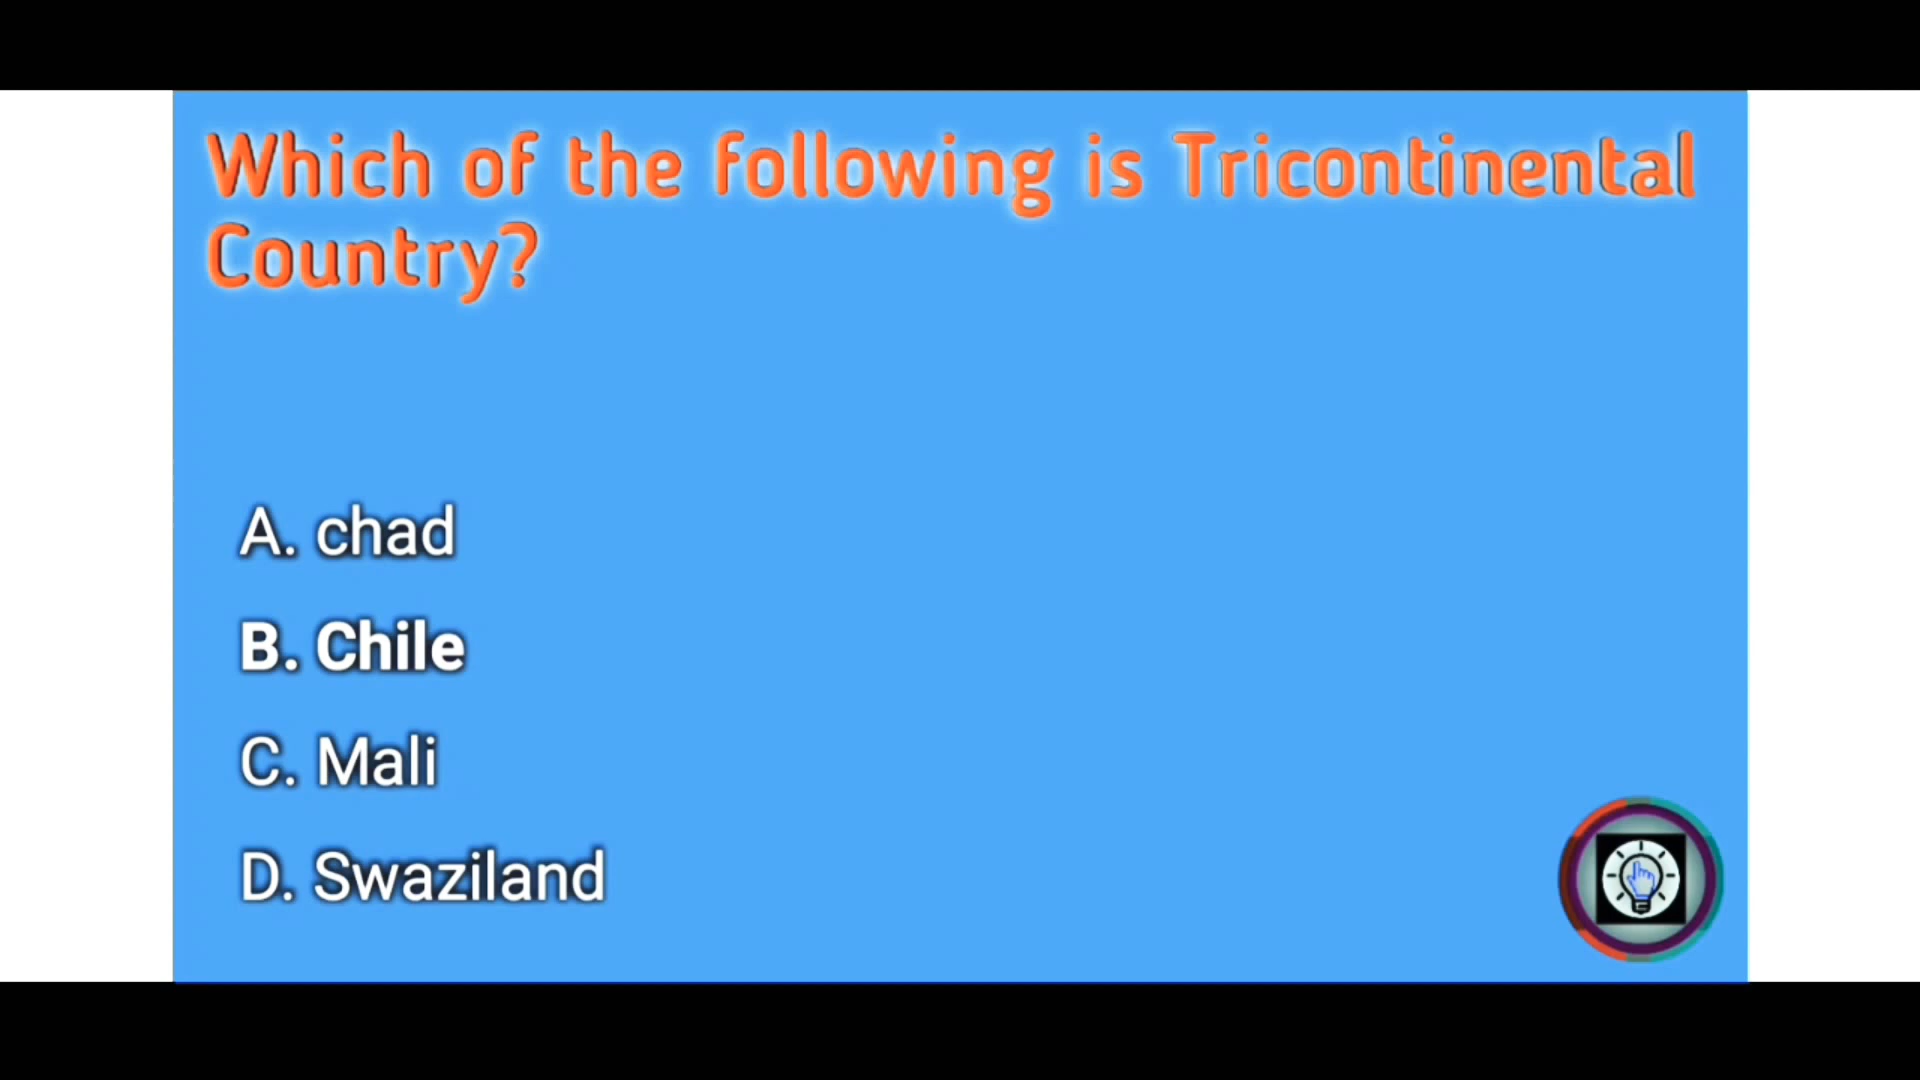 Which of the following is Tricontinental
Country?
A. chad
B. Chile
C. Mali
D. Swaziland